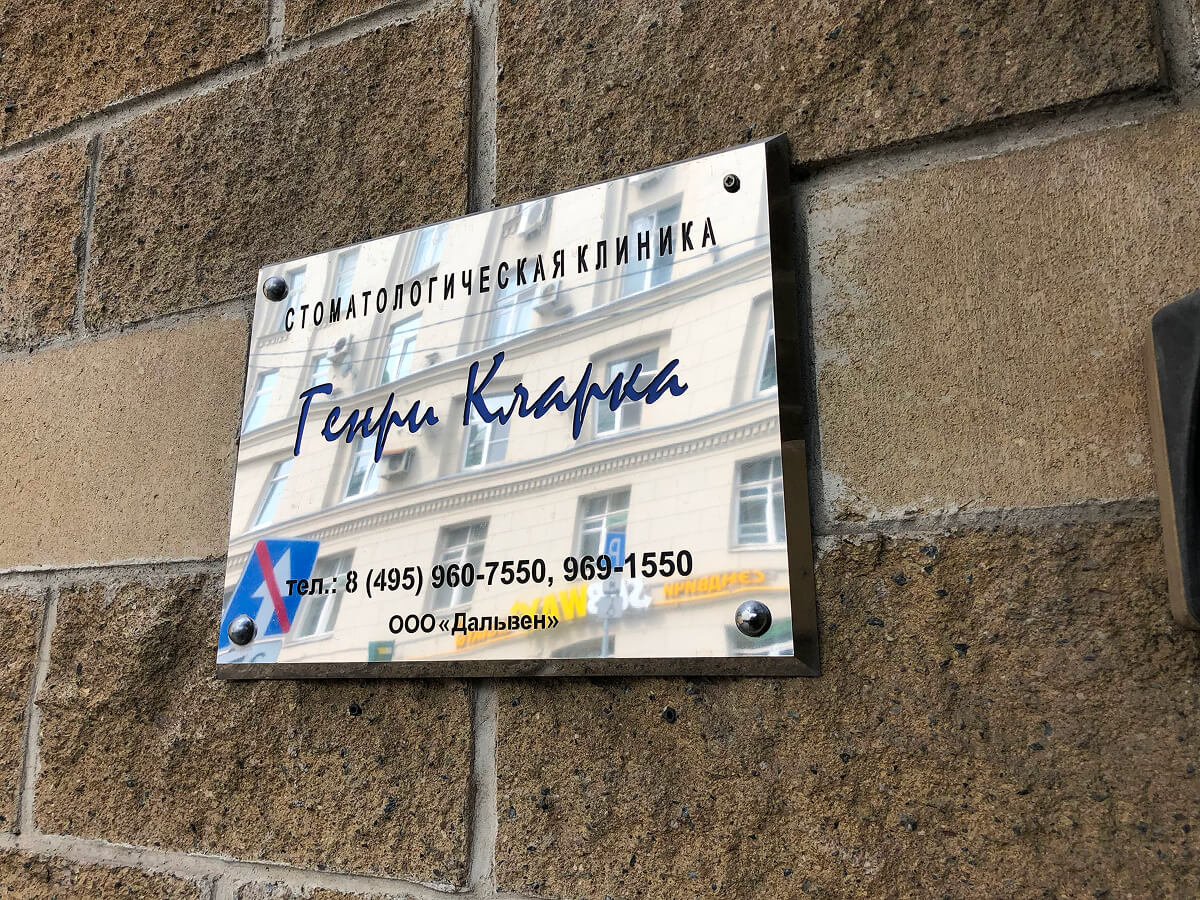 СТОМАТОЛОГИЧЕСКАЯ КЛИНИКА
Генри Кларка
тел.: 8 (495) 960-7550, 969-1550
ООО «Дальвен»